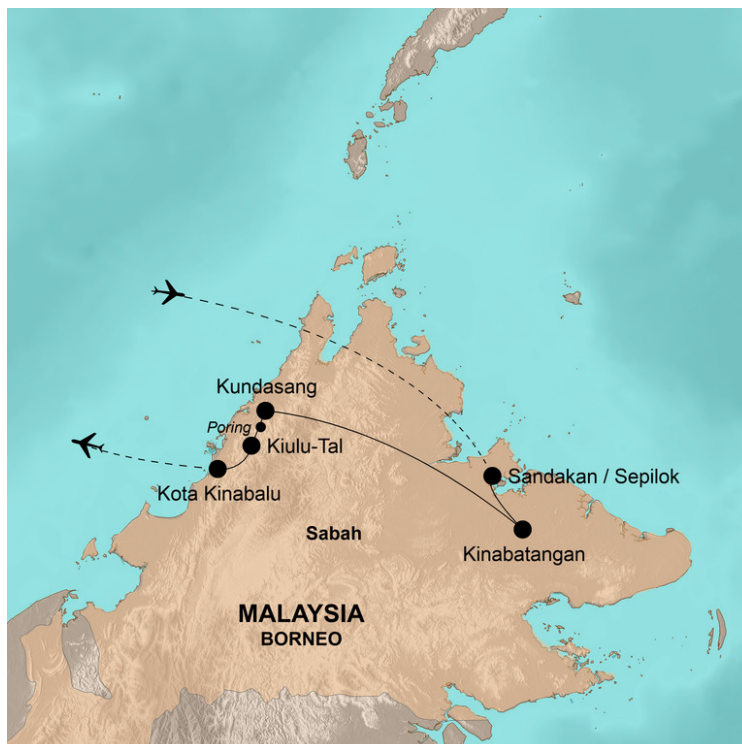 Kundasang
Poring
Kiulu-Tal
Kota Kinabalu
Sandakan / Sepilok
Kinabatangan
Sabah
MALAYSIA
BORNEO